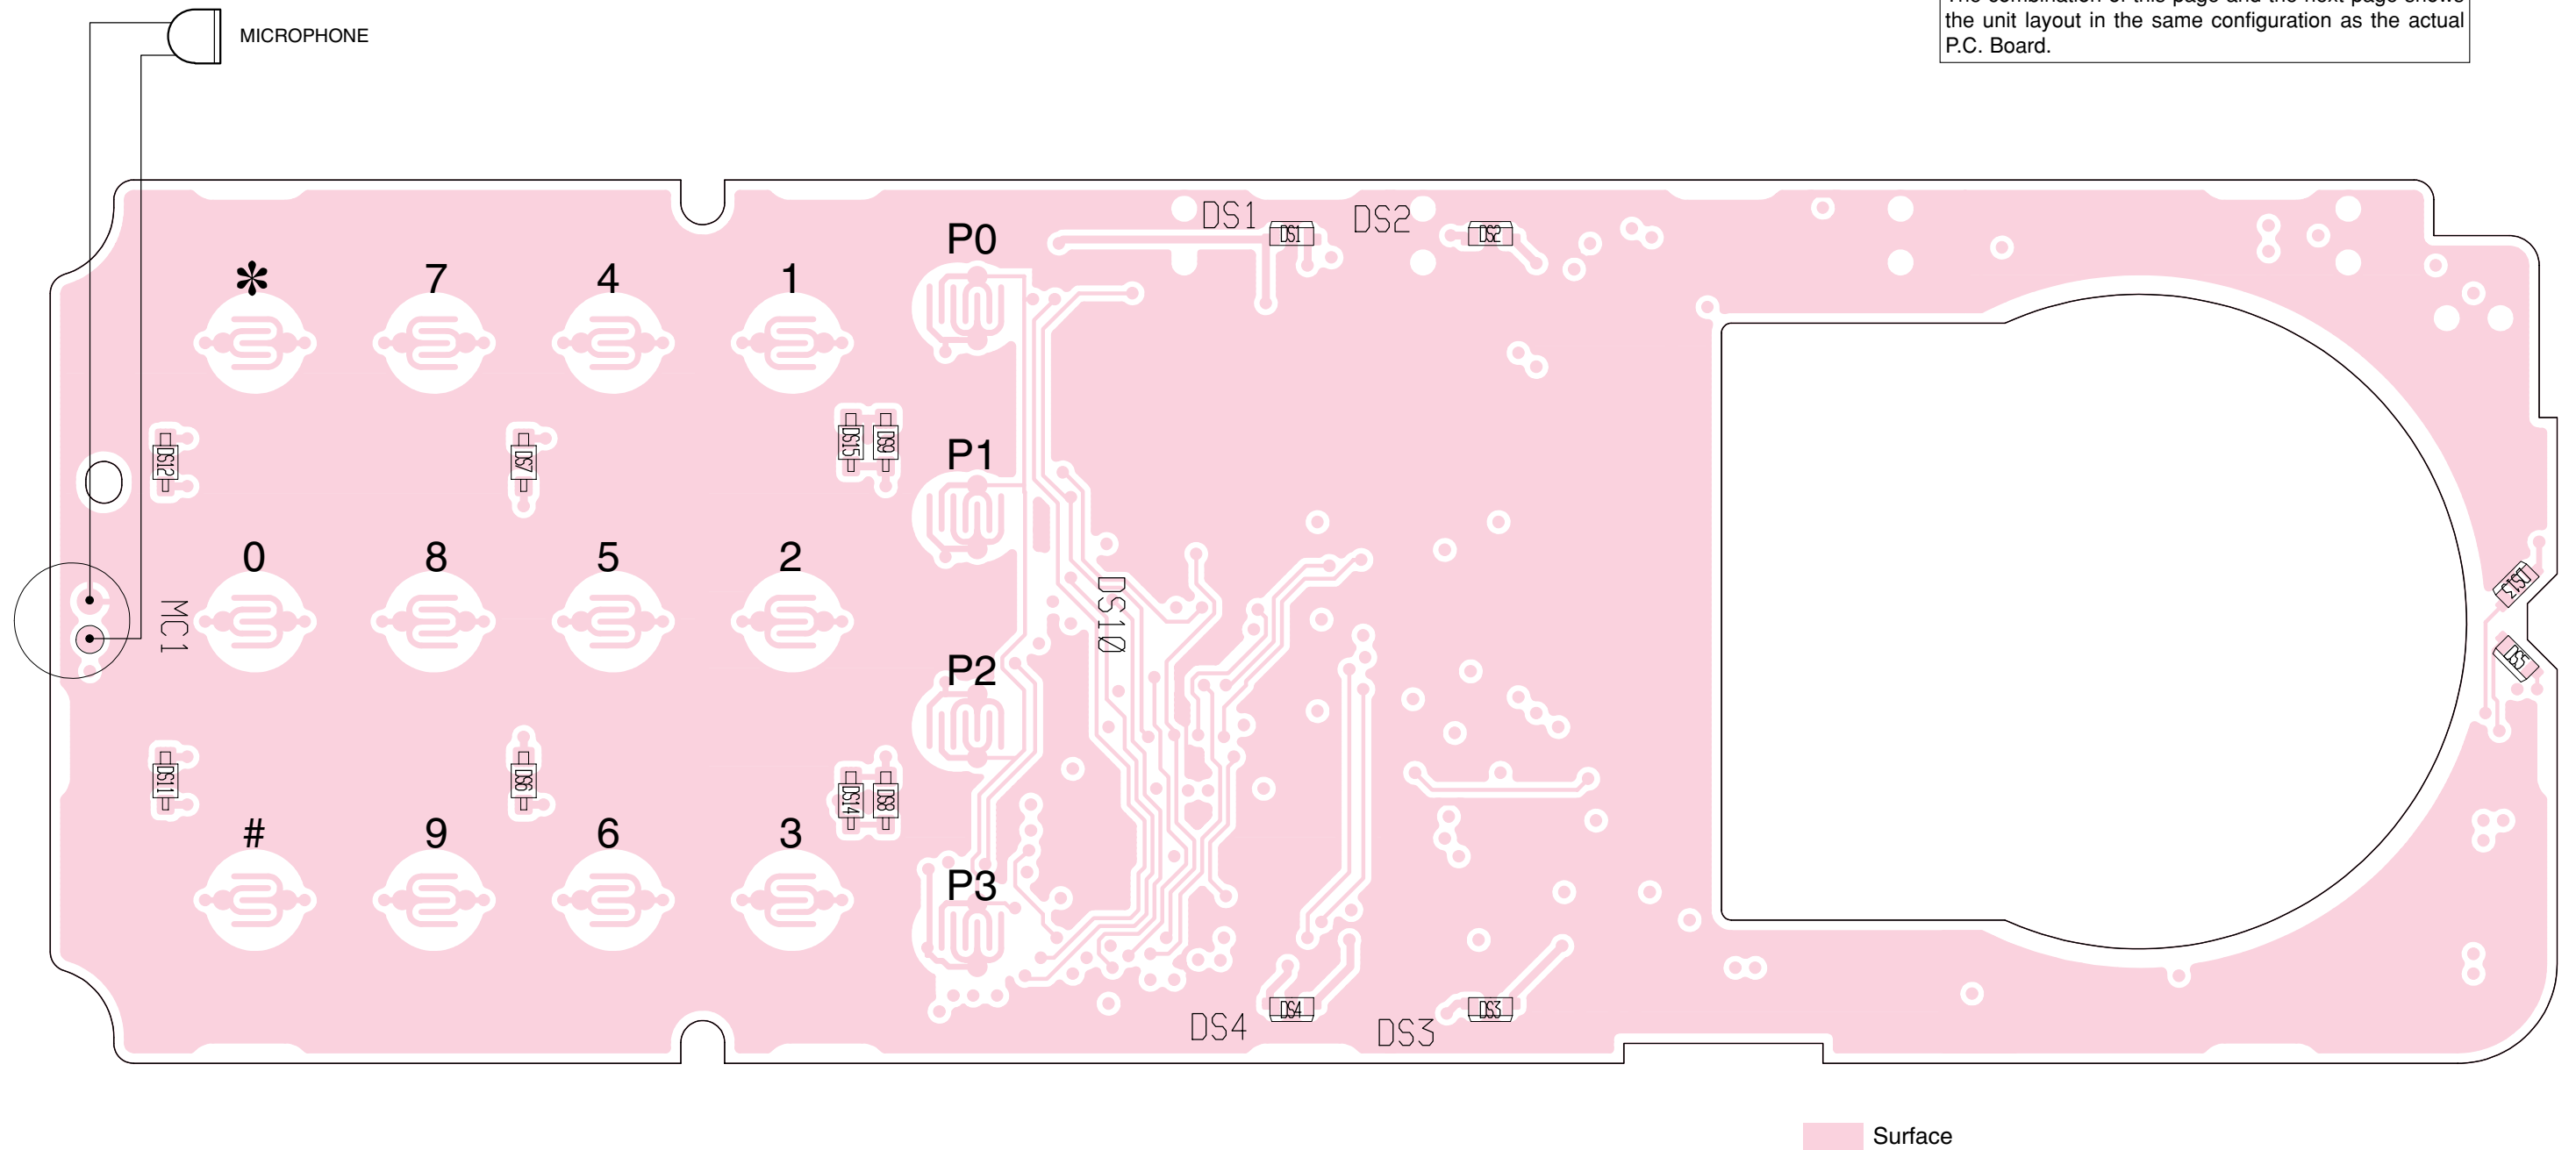 The combination of this page and the next page shows
the unit layout in the same configuration as the actual
P.C. Board.
MICROPHONE
DS1
DS1
DS2
DS2
P0
*
7
4
1
DS12
DS7
DS15
DS9
P1
0
8
5
2
MC1
DS10
DS13
DS5
P2
DS11
DS6
DS14
DS8
#
9
6
3
P3
DS4
DS4
DS3
DS3
Surface